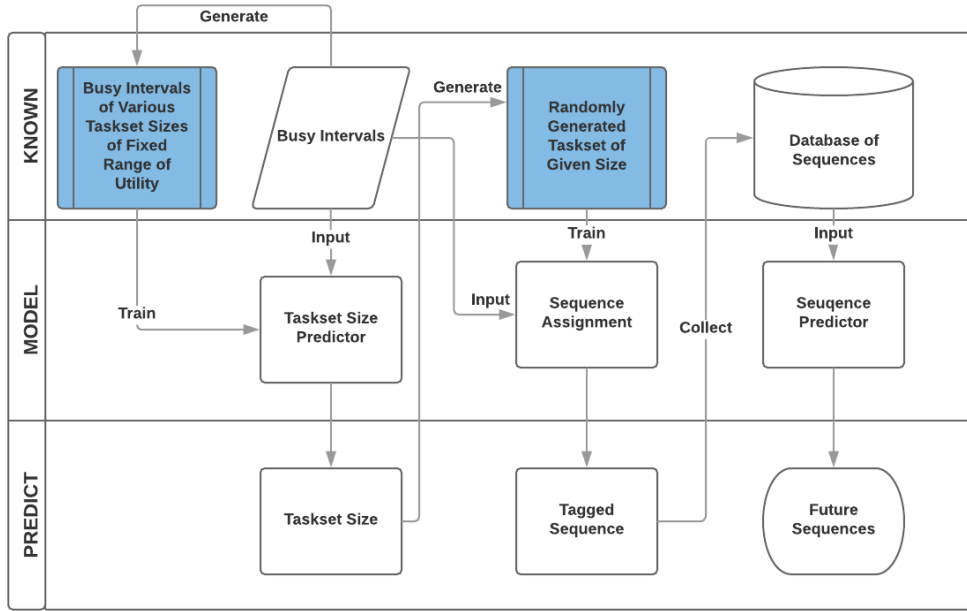 Generate
KNOWN
Busy Intervals
of Various
Taskset Sizes
of Fixed
Range of
Utility
Busy Intervals
Generate
Randomly
Generated
Taskset of
Given Size
Database of
Sequences
MODEL
Train
Input
Taskset Size
Predictor
Input
Train
Sequence
Assignment
Collect
Input
Seuqence
Predictor
PREDICT
Taskset Size
Tagged
Sequence
Future
Sequences